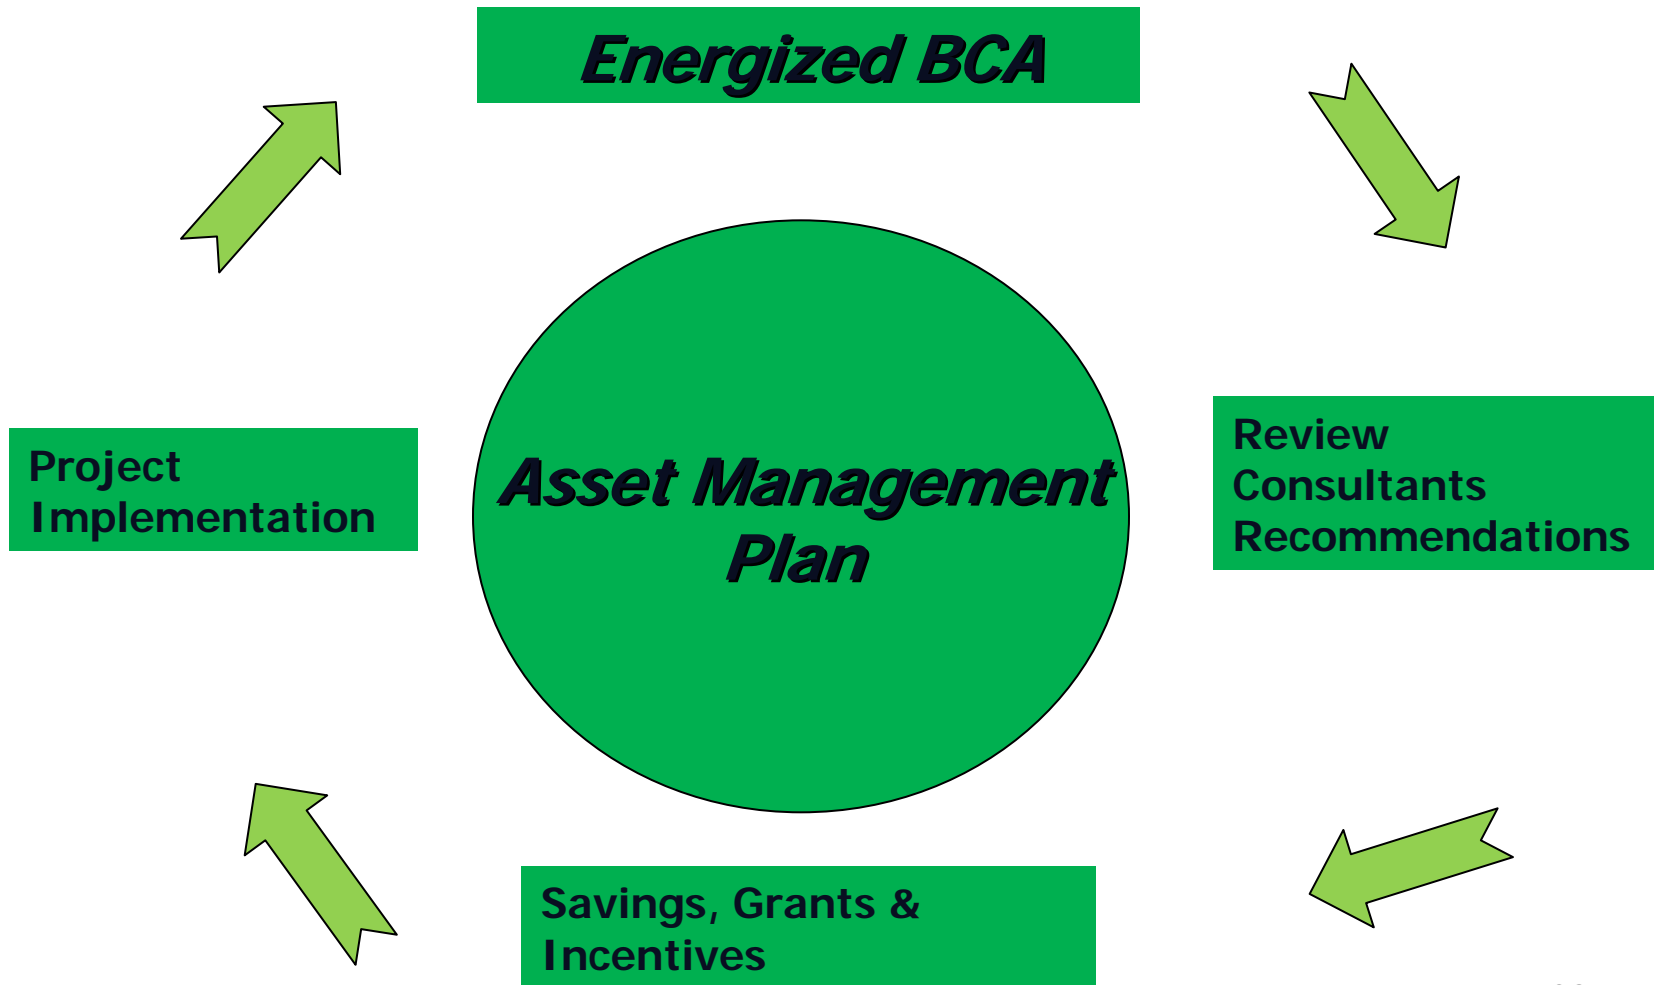 Energized BCA
Project
Implementation
Asset Management
Plan
Review
Consultants
Recommendations
Savings, Grants &
Incentives